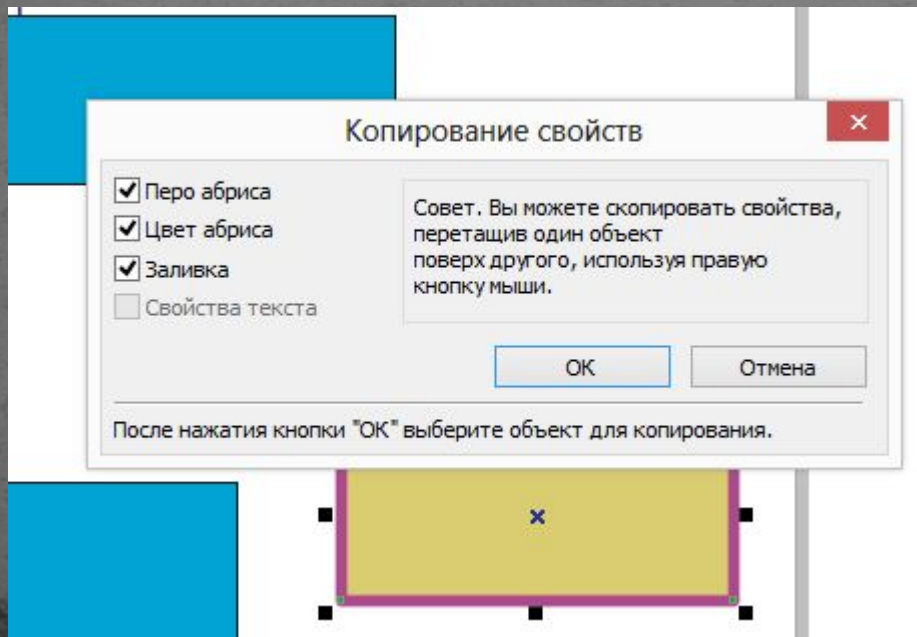 Копирование свойств
Перо абриса
Цвет абриса
Заливка
Свойства текста
Совет. Вы можете скопировать свойства,
перетащив один объект
поверх другого, используя правую
кнопку мыши.
ОК
Отмена
После нажатия кнопки "ОК" выберите объект для копирования.